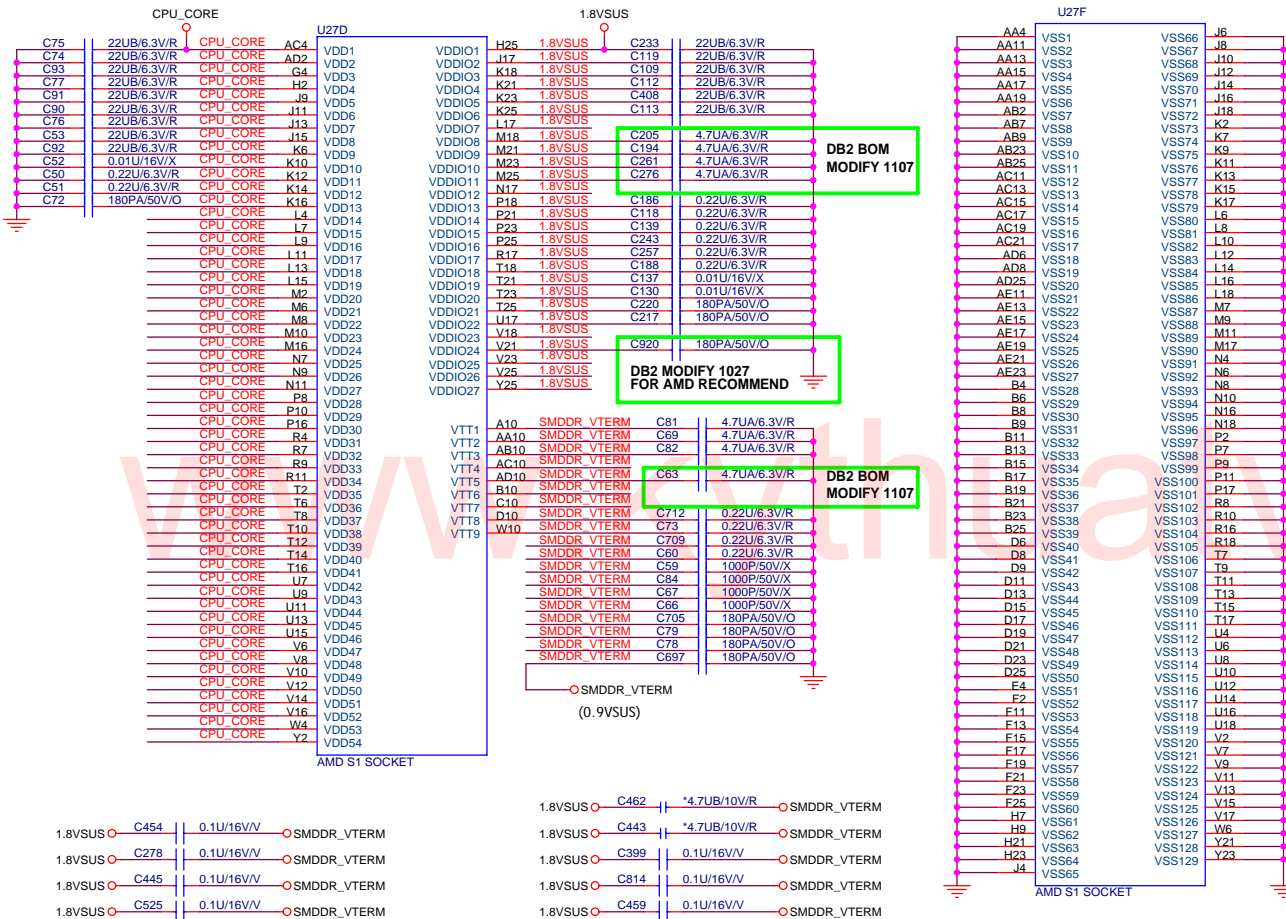 CPU_CORE
U27D
C75 22UB/6.3V/R CPU_CORE AC4 VDD1
C74 22UB/6.3V/R CPU_CORE AD2 VDD2
C93 22UB/6.3V/R CPU_CORE G4 VDD3
C77 22UB/6.3V/R CPU_CORE H2 VDD4
C91 22UB/6.3V/R CPU_CORE J9 VDD5
C90 22UB/6.3V/R CPU_CORE J11 VDD6
C76 22UB/6.3V/R CPU_CORE J13 VDD7
C53 22UB/6.3V/R CPU_CORE J15 VDD8
C92 22UB/6.3V/R CPU_CORE K6 VDD9
C52 0.01U/16V/X CPU_CORE K10 VDD10
C50 0.22U/6.3V/R CPU_CORE K12 VDD11
C51 0.22U/6.3V/R CPU_CORE K14 VDD12
C72 180PA/50V/O CPU_CORE K16 VDD13
CPU_CORE L4 VDD14
CPU_CORE L7 VDD15
CPU_CORE L9 VDD16
CPU_CORE L11 VDD17
CPU_CORE L13 VDD18
CPU_CORE L15 VDD19
CPU_CORE M2 VDD20
CPU_CORE M6 VDD21
CPU_CORE M8 VDD22
CPU_CORE M10 VDD23
CPU_CORE M16 VDD24
CPU_CORE N7 VDD25
CPU_CORE N9 VDD26
CPU_CORE N11 VDD27
CPU_CORE P8 VDD28
CPU_CORE P10 VDD29
CPU_CORE P16 VDD30
CPU_CORE R4 VDD31
CPU_CORE R7 VDD32
CPU_CORE R9 VDD33
CPU_CORE R11 VDD34
CPU_CORE T2 VDD35
CPU_CORE T6 VDD36
CPU_CORE T8 VDD37
CPU_CORE T10 VDD38
CPU_CORE T12 VDD39
CPU_CORE T14 VDD40
CPU_CORE T16 VDD41
CPU_CORE U7 VDD42
CPU_CORE U9 VDD43
CPU_CORE U11 VDD44
CPU_CORE U13 VDD45
CPU_CORE U15 VDD46
CPU_CORE V6 VDD47
CPU_CORE V8 VDD48
CPU_CORE V10 VDD49
CPU_CORE V12 VDD50
CPU_CORE V14 VDD51
CPU_CORE V16 VDD52
CPU_CORE W4 VDD53
CPU_CORE Y2 VDD54
AMD S1 SOCKET
1.8VSUS
VDDIO1 H25 1.8VSUS C233 22UB/6.3V/R
VDDIO2 J17 1.8VSUS C119 22UB/6.3V/R
VDDIO3 K18 1.8VSUS C109 22UB/6.3V/R
VDDIO4 K21 1.8VSUS C112 22UB/6.3V/R
VDDIO5 K23 1.8VSUS C408 22UB/6.3V/R
VDDIO6 K25 1.8VSUS C113 22UB/6.3V/R
VDDIO7 L17 1.8VSUS
VDDIO8 M18 1.8VSUS C205 4.7UA/6.3V/R
VDDIO9 M21 1.8VSUS C194 4.7UA/6.3V/R
VDDIO10 M23 1.8VSUS C261 4.7UA/6.3V/R
VDDIO11 M25 1.8VSUS C276 4.7UA/6.3V/R
DB2 BOM
MODIFY 1107
VDDIO12 N17 1.8VSUS
VDDIO13 P18 1.8VSUS C186 0.22U/6.3V/R
VDDIO14 P21 1.8VSUS C118 0.22U/6.3V/R
VDDIO15 P23 1.8VSUS C139 0.22U/6.3V/R
VDDIO16 P25 1.8VSUS C243 0.22U/6.3V/R
VDDIO17 R17 1.8VSUS C257 0.22U/6.3V/R
VDDIO18 T18 1.8VSUS C188 0.22U/6.3V/R
VDDIO19 T21 1.8VSUS C137 0.01U/16V/X
VDDIO20 T23 1.8VSUS C130 0.01U/16V/X
VDDIO21 T25 1.8VSUS C220 180PA/50V/O
VDDIO22 U17 1.8VSUS C217 180PA/50V/O
VDDIO23 V18 1.8VSUS
VDDIO24 V21 1.8VSUS C920 180PA/50V/O
VDDIO25 V23 1.8VSUS
VDDIO26 V25 1.8VSUS
VDDIO27 Y25 1.8VSUS
DB2 MODIFY 1027
FOR AMD RECOMMEND
VTT1 A10 SMDDR_VTERM C81 4.7UA/6.3V/R
VTT2 AA10 SMDDR_VTERM C69 4.7UA/6.3V/R
VTT3 AB10 SMDDR_VTERM C82 4.7UA/6.3V/R
VTT4 AC10 SMDDR_VTERM
VTT5 AD10 SMDDR_VTERM C63 4.7UA/6.3V/R
VTT6 B10 SMDDR_VTERM
VTT7 C10 SMDDR_VTERM
VTT8 D10 SMDDR_VTERM C712 0.22U/6.3V/R
VTT9 W10 SMDDR_VTERM C73 0.22U/6.3V/R
DB2 BOM
MODIFY 1107
SMDDR_VTERM C709 0.22U/6.3V/R
SMDDR_VTERM C60 0.22U/6.3V/R
SMDDR_VTERM C59 1000P/50V/X
SMDDR_VTERM C84 1000P/50V/X
SMDDR_VTERM C67 1000P/50V/X
SMDDR_VTERM C66 1000P/50V/X
SMDDR_VTERM C705 180PA/50V/O
SMDDR_VTERM C79 180PA/50V/O
SMDDR_VTERM C78 180PA/50V/O
SMDDR_VTERM C697 180PA/50V/O
SMDDR_VTERM
(0.9VSUS)
U27F
AA4 VSS1 VSS66 J6
AA11 VSS2 VSS67 J8
AA13 VSS3 VSS68 J10
AA15 VSS4 VSS69 J12
AA17 VSS5 VSS70 J14
AA19 VSS6 VSS71 J16
AB2 VSS7 VSS72 J18
AB7 VSS8 VSS73 K2
AB9 VSS9 VSS74 K7
AB23 VSS10 VSS75 K9
AB25 VSS11 VSS76 K11
AC11 VSS12 VSS77 K13
AC13 VSS13 VSS78 K15
AC15 VSS14 VSS79 K17
AC17 VSS15 VSS80 L6
AC19 VSS16 VSS81 L8
AC21 VSS17 VSS82 L10
AD6 VSS18 VSS83 L12
AD8 VSS19 VSS84 L14
AD25 VSS20 VSS85 L16
AE11 VSS21 VSS86 L18
AE13 VSS22 VSS87 M7
AE15 VSS23 VSS88 M9
AE17 VSS24 VSS89 M11
AE19 VSS25 VSS90 M17
AE21 VSS26 VSS91 N4
AE23 VSS27 VSS92 N6
B4 VSS28 VSS93 N8
B6 VSS29 VSS94 N10
B8 VSS30 VSS95 N16
B9 VSS31 VSS96 N18
B11 VSS32 VSS97 P2
B13 VSS33 VSS98 P7
B15 VSS34 VSS99 P9
B17 VSS35 VSS100 P11
B19 VSS36 VSS101 P17
B21 VSS37 VSS102 R8
B23 VSS38 VSS103 R10
B25 VSS39 VSS104 R16
D6 VSS40 VSS105 R18
D8 VSS41 VSS106 T7
D9 VSS42 VSS107 T9
D11 VSS43 VSS108 T11
D13 VSS44 VSS109 T13
D15 VSS45 VSS110 T15
D17 VSS46 VSS111 T17
D19 VSS47 VSS112 U4
D21 VSS48 VSS113 U6
D23 VSS49 VSS114 U8
D25 VSS50 VSS115 U10
E4 VSS51 VSS116 U12
F2 VSS52 VSS117 U14
F11 VSS53 VSS118 U16
F13 VSS54 VSS119 U18
F15 VSS55 VSS120 V2
F17 VSS56 VSS121 V7
F19 VSS57 VSS122 V9
F21 VSS58 VSS123 V11
F23 VSS59 VSS124 V13
F25 VSS60 VSS125 V15
H7 VSS61 VSS126 V17
H9 VSS62 VSS127 W6
H21 VSS63 VSS128 Y21
H23 VSS64 VSS129 Y23
J4 VSS65
AMD S1 SOCKET
1.8VSUS C454 0.1U/16V/V SMDDR_VTERM
1.8VSUS C278 0.1U/16V/V SMDDR_VTERM
1.8VSUS C445 0.1U/16V/V SMDDR_VTERM
1.8VSUS C525 0.1U/16V/V SMDDR_VTERM
1.8VSUS C462 *4.7UB/10V/R SMDDR_VTERM
1.8VSUS C443 *4.7UB/10V/R SMDDR_VTERM
1.8VSUS C399 0.1U/16V/V SMDDR_VTERM
1.8VSUS C814 0.1U/16V/V SMDDR_VTERM
1.8VSUS C459 0.1U/16V/V SMDDR_VTERM